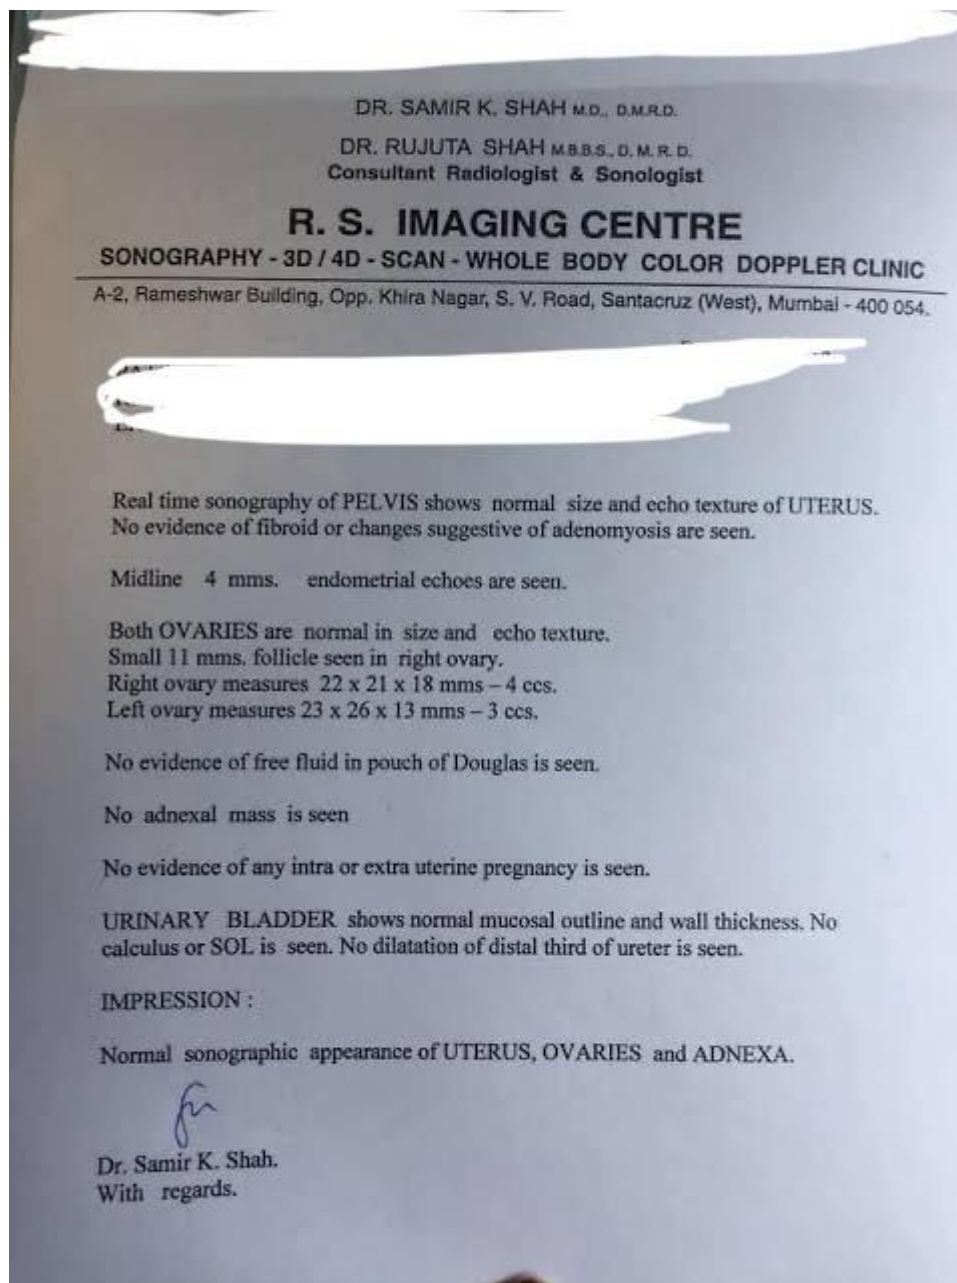 DR. SAMIR K. SHAH M.D., D.M.R.D.
DR. RUJUTA SHAH M.B.B.S., D. M. R. D.
Consultant Radiologist & Sonologist
R. S. IMAGING CENTRE
SONOGRAPHY - 3D / 4D - SCAN - WHOLE BODY COLOR DOPPLER CLINIC
A-2, Rameshwar Building, Opp. Khira Nagar, S. V. Road, Santacruz (West), Mumbai - 400 054.
Real time sonography of PELVIS shows normal size and echo texture of UTERUS.
No evidence of fibroid or changes suggestive of adenomyosis are seen.
Midline 4 mms. endometrial echoes are seen.
Both OVARIES are normal in size and echo texture.
Small 11 mms. follicle seen in right ovary.
Right ovary measures 22 x 21 x 18 mms – 4 ccs.
Left ovary measures 23 x 26 x 13 mms – 3 ccs.
No evidence of free fluid in pouch of Douglas is seen.
No adnexal mass is seen
No evidence of any intra or extra uterine pregnancy is seen.
URINARY BLADDER shows normal mucosal outline and wall thickness. No
calculus or SOL is seen. No dilatation of distal third of ureter is seen.
IMPRESSION :
Normal sonographic appearance of UTERUS, OVARIES and ADNEXA.
Dr. Samir K. Shah.
With regards.